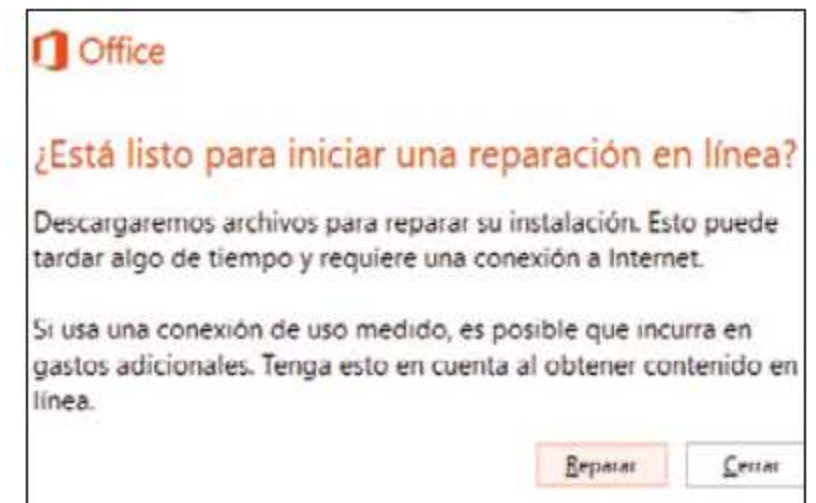 Office
¿Está listo para iniciar una reparación en línea?
Descargaremos archivos para reparar su instalación. Esto puede
tardar algo de tiempo y requiere una conexión a Internet.
Si usa una conexión de uso medido, es posible que incurra en
gastos adicionales. Tenga esto en cuenta al obtener contenido en
línea.
Reparar
Cerrar